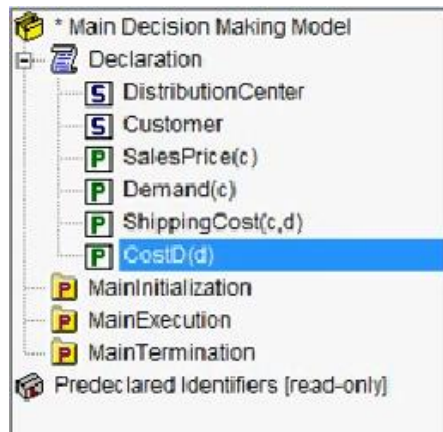 * Main Decision Making Model
Declaration
S DistributionCenter
S Customer
P SalesPrice(c)
P Demand(c)
P ShippingCost(c,d)
P CostD(d)
P MainInitialization
P MainExecution
P MainTermination
Predeclared Identifiers [read-only]